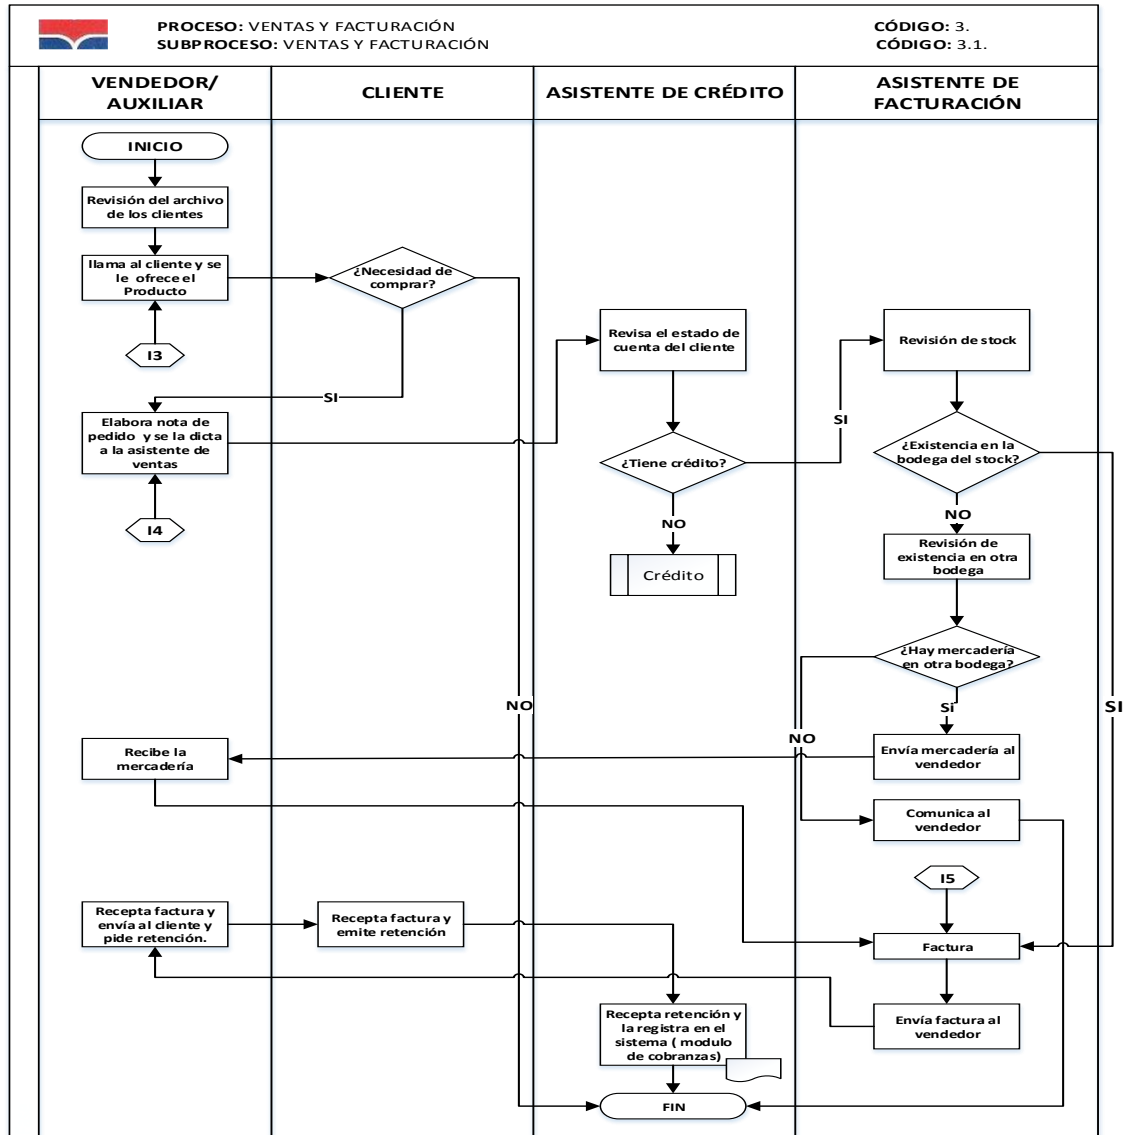 PROCESO: VENTAS Y FACTURACIÓN
SUBPROCESO: VENTAS Y FACTURACIÓN
CÓDIGO: 3.
CÓDIGO: 3.1.
VENDEDOR/
AUXILIAR
CLIENTE
ASISTENTE DE CRÉDITO
ASISTENTE DE
FACTURACIÓN
INICIO
Revisión del archivo
de los clientes
llama al cliente y se
le ofrece el
Producto
¿Necesidad de
comprar?
I3
Revisa el estado de
cuenta del cliente
Revisión de stock
SI
Elabora nota de
pedido y se la dicta
a la asistente de
ventas
SI
¿Tiene crédito?
¿Existencia en la
bodega del stock?
I4
NO
NO
Crédito
Revisión de
existencia en otra
bodega
¿Hay mercadería
en otra bodega?
NO
Si
SI
NO
Recibe la
mercadería
Envía mercadería al
vendedor
Comunica al
vendedor
I5
Recepta factura y
envía al cliente y
pide retención.
Recepta factura y
emite retención
Factura
Recepta retención y
la registra en el
sistema ( modulo
de cobranzas)
Envía factura al
vendedor
FIN